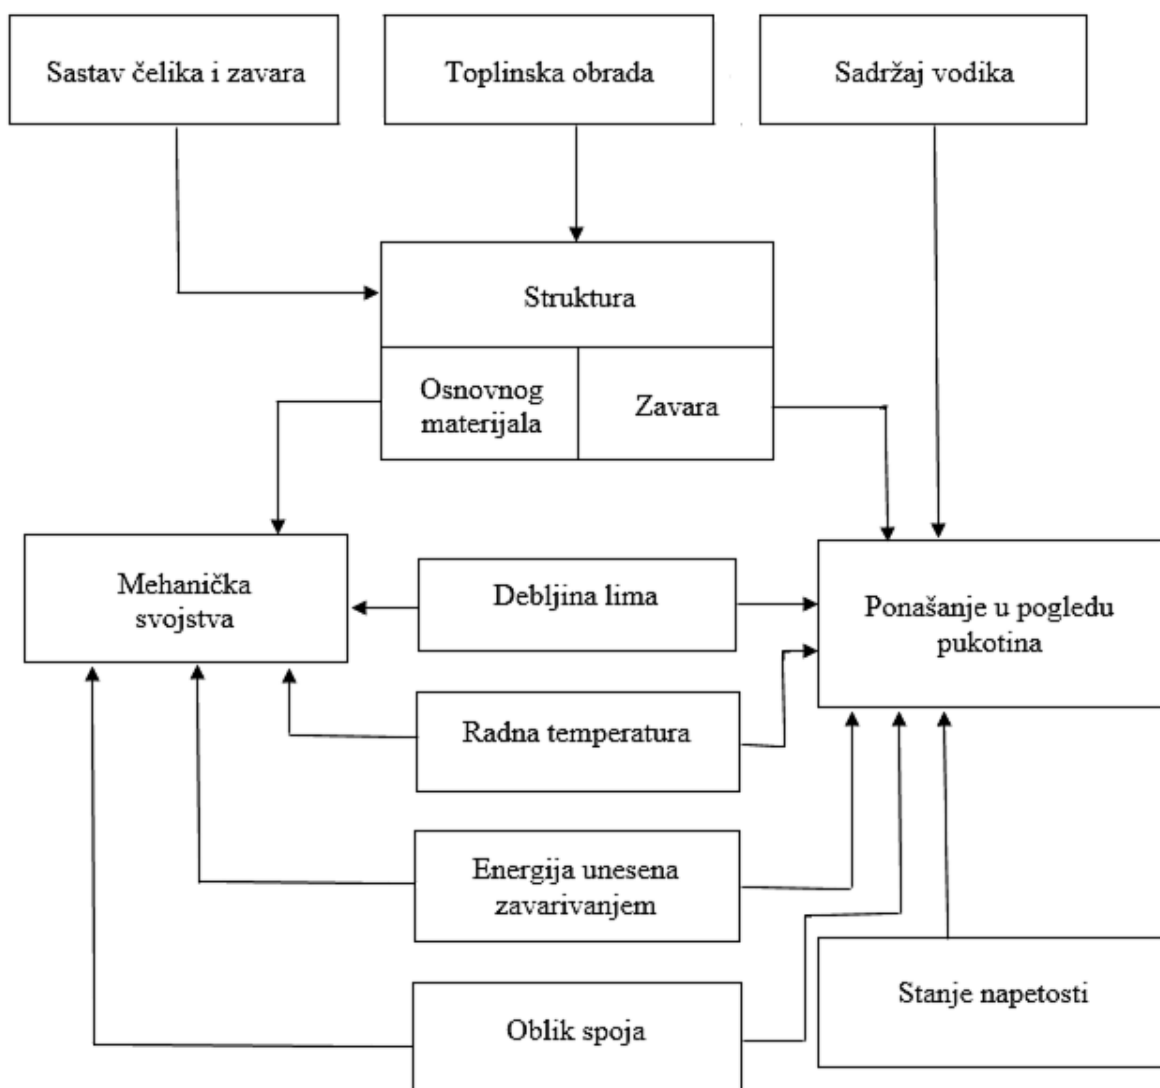 Sastav čelika i zavara
Toplinska obrada
Sadržaj vodika
Struktura
Osnovnog
materijala
Zavara
Mehanička
svojstva
Debljina lima
Ponašanje u pogledu
pukotina
Radna temperatura
Energija unesena
zavarivanjem
Stanje napetosti
Oblik spoja